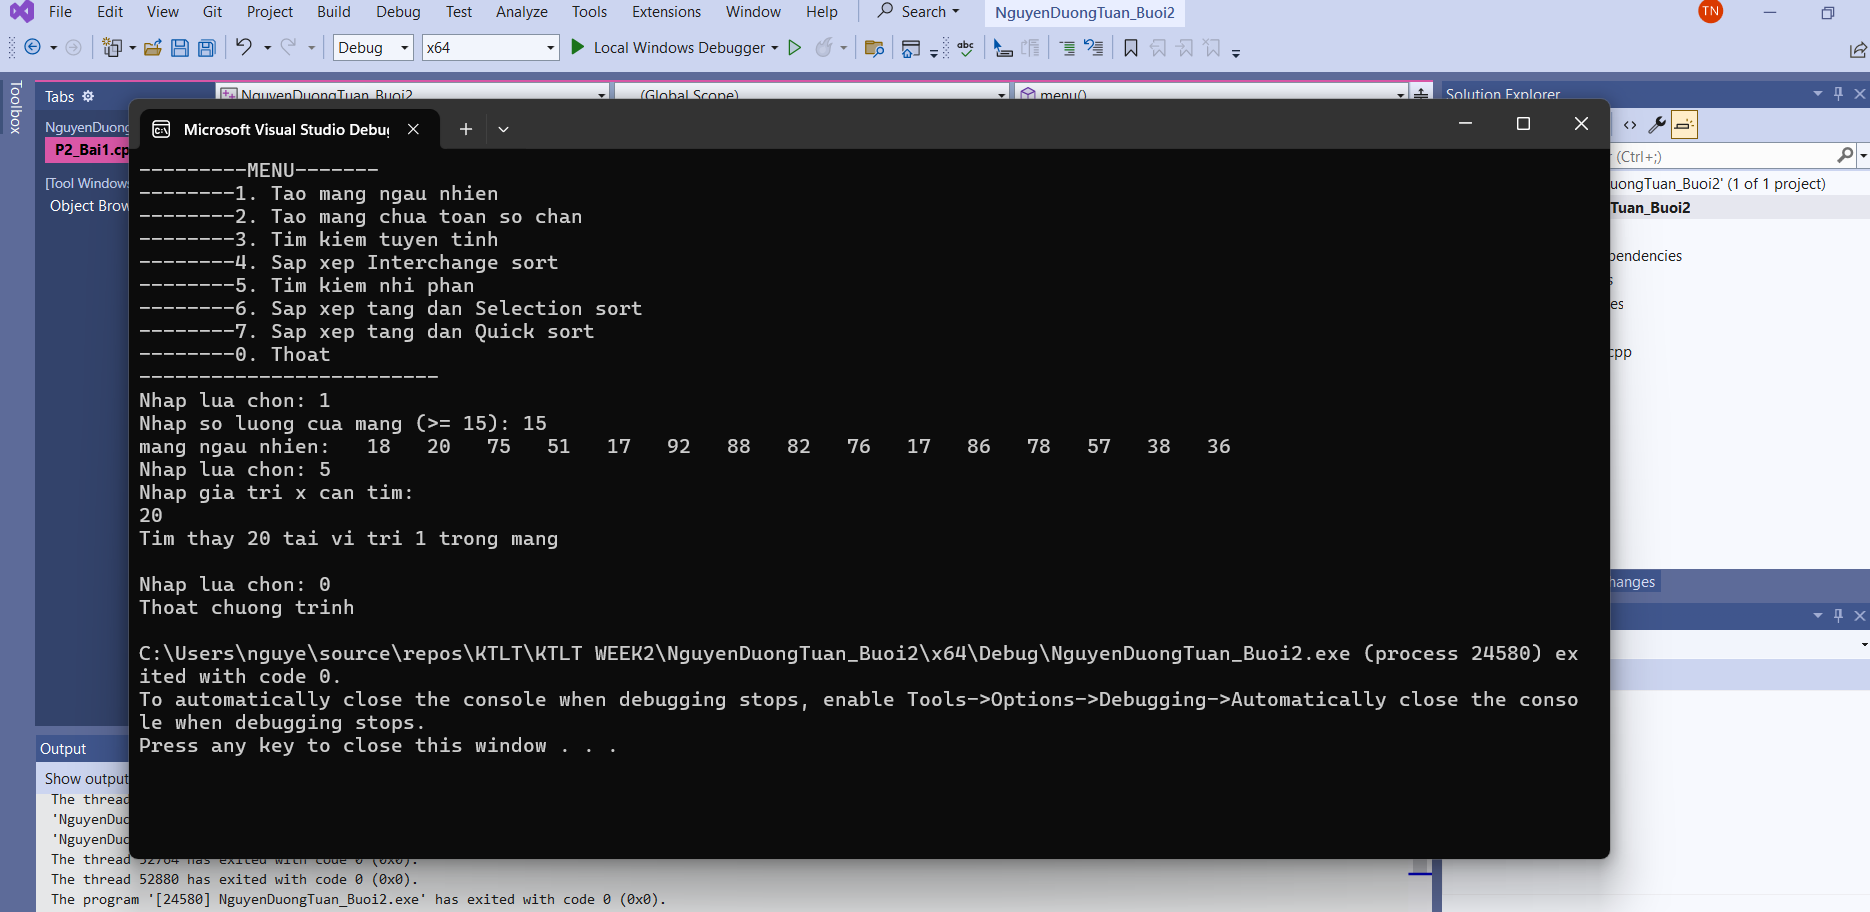 File Edit View Git Project Build Debug Test Analyze Tools Extensions Window Help Search NguyenDuongTuan_Buoi2 TN
Debug x64 Local Windows Debugger abc
Toolbox
Tabs
NguyenDuongTuan_Buoi2 (Global Scope) menu()
Solution Explorer
NguyenDuong
P2_Bai1.cp
[Tool Window
Object Brow
Microsoft Visual Studio Debu
---------MENU-------
--------1. Tao mang ngau nhien
--------2. Tao mang chua toan so chan
--------3. Tim kiem tuyen tinh
--------4. Sap xep Interchange sort
--------5. Tim kiem nhi phan
--------6. Sap xep tang dan Selection sort
--------7. Sap xep tang dan Quick sort
--------0. Thoat
-------------------------
Nhap lua chon: 1
Nhap so luong cua mang (>= 15): 15
mang ngau nhien: 18 20 75 51 17 92 88 82 76 17 86 78 57 38 36
Nhap lua chon: 5
Nhap gia tri x can tim:
20
Tim thay 20 tai vi tri 1 trong mang
Nhap lua chon: 0
Thoat chuong trinh
C:\Users\nguye\source\repos\KTLT\KTLT WEEK2\NguyenDuongTuan_Buoi2\x64\Debug\NguyenDuongTuan_Buoi2.exe (process 24580) ex
ited with code 0.
To automatically close the console when debugging stops, enable Tools->Options->Debugging->Automatically close the conso
le when debugging stops.
Press any key to close this window . . .
(Ctrl+;)
uongTuan_Buoi2' (1 of 1 project)
Tuan_Buoi2
pendencies
s
es
cpp
hanges
Output
Show output
The thread
'NguyenDuo
'NguyenDuo
The thread 52764 has exited with code 0 (0x0).
The thread 52880 has exited with code 0 (0x0).
The program '[24580] NguyenDuongTuan_Buoi2.exe' has exited with code 0 (0x0).